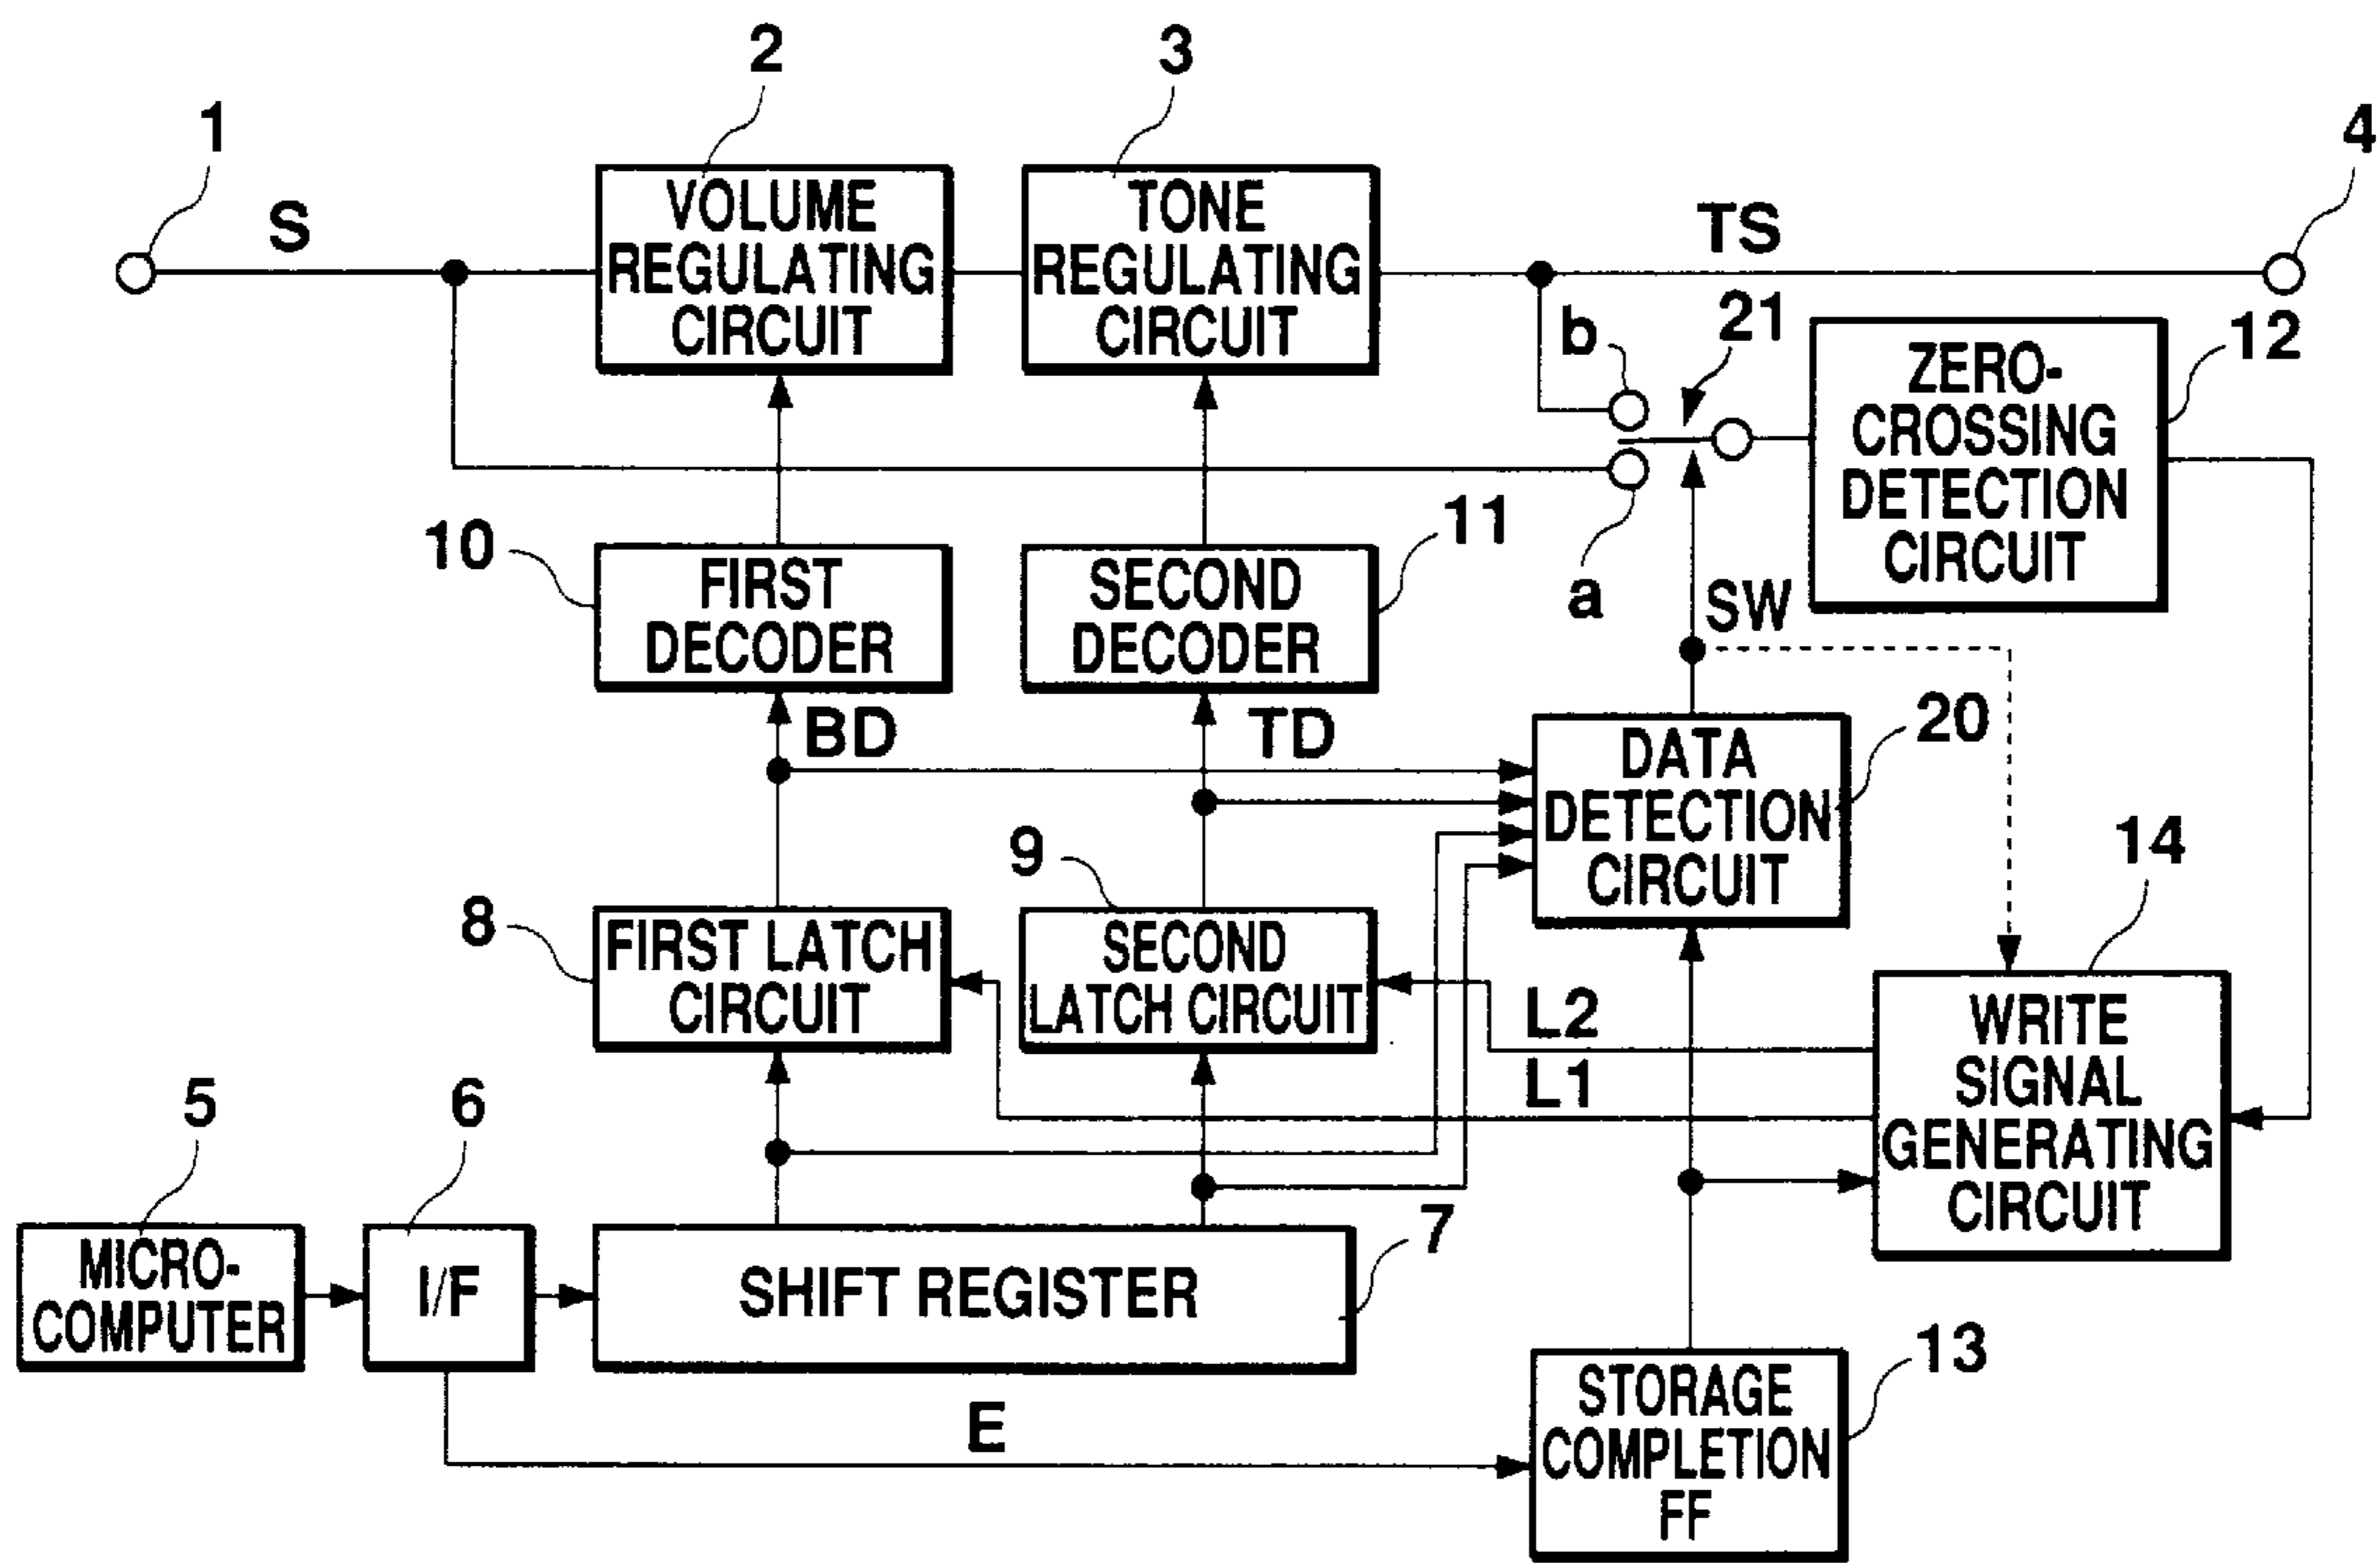 2
3
1
4
S
VOLUME
REGULATING
CIRCUIT
TONE
REGULATING
CIRCUIT
TS
b
21
12
ZERO-
CROSSING
DETECTION
CIRCUIT
10
FIRST
DECODER
SECOND
DECODER
11
a
SW
BD
TD
20
DATA
DETECTION
CIRCUIT
14
9
8
FIRST LATCH
CIRCUIT
SECOND
LATCH CIRCUIT
L2
L1
WRITE
SIGNAL
GENERATING
CIRCUIT
5
6
7
MICRO-
COMPUTER
I/F
SHIFT REGISTER
E
13
STORAGE
COMPLETION
FF